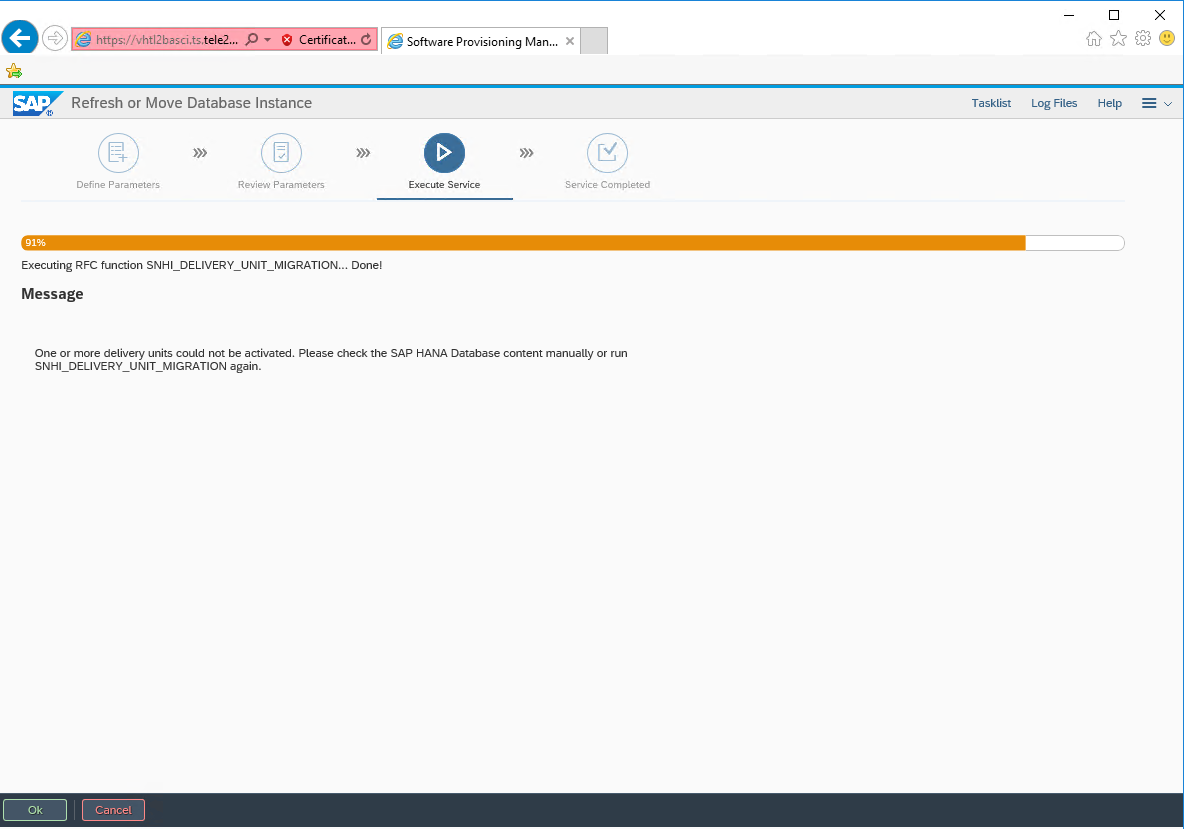 https://vhtl2basci.ts.tele2...
Certificat...
Software Provisioning Man...
SAP
Refresh or Move Database Instance
Tasklist
Log Files
Help
Define Parameters
Review Parameters
Execute Service
Service Completed
91%
Executing RFC function SNHI_DELIVERY_UNIT_MIGRATION... Done!
Message
One or more delivery units could not be activated. Please check the SAP HANA Database content manually or run
SNHI_DELIVERY_UNIT_MIGRATION again.
Ok
Cancel